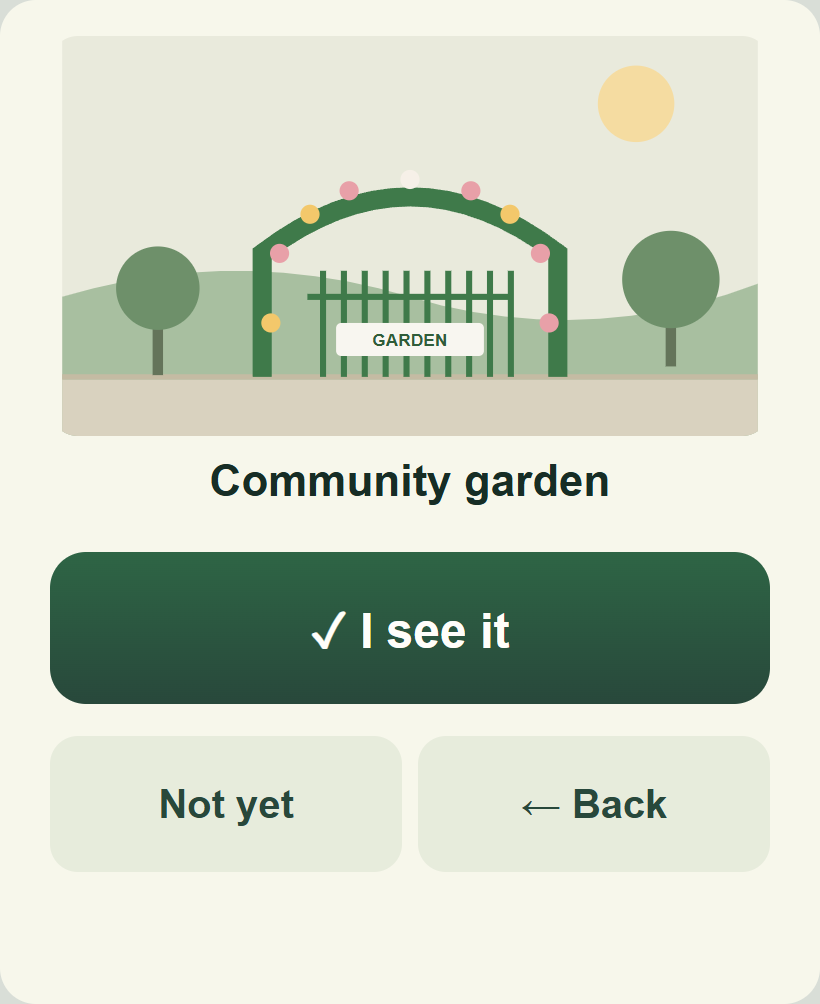 GARDEN
Community garden
✓ I see it
Not yet
← Back